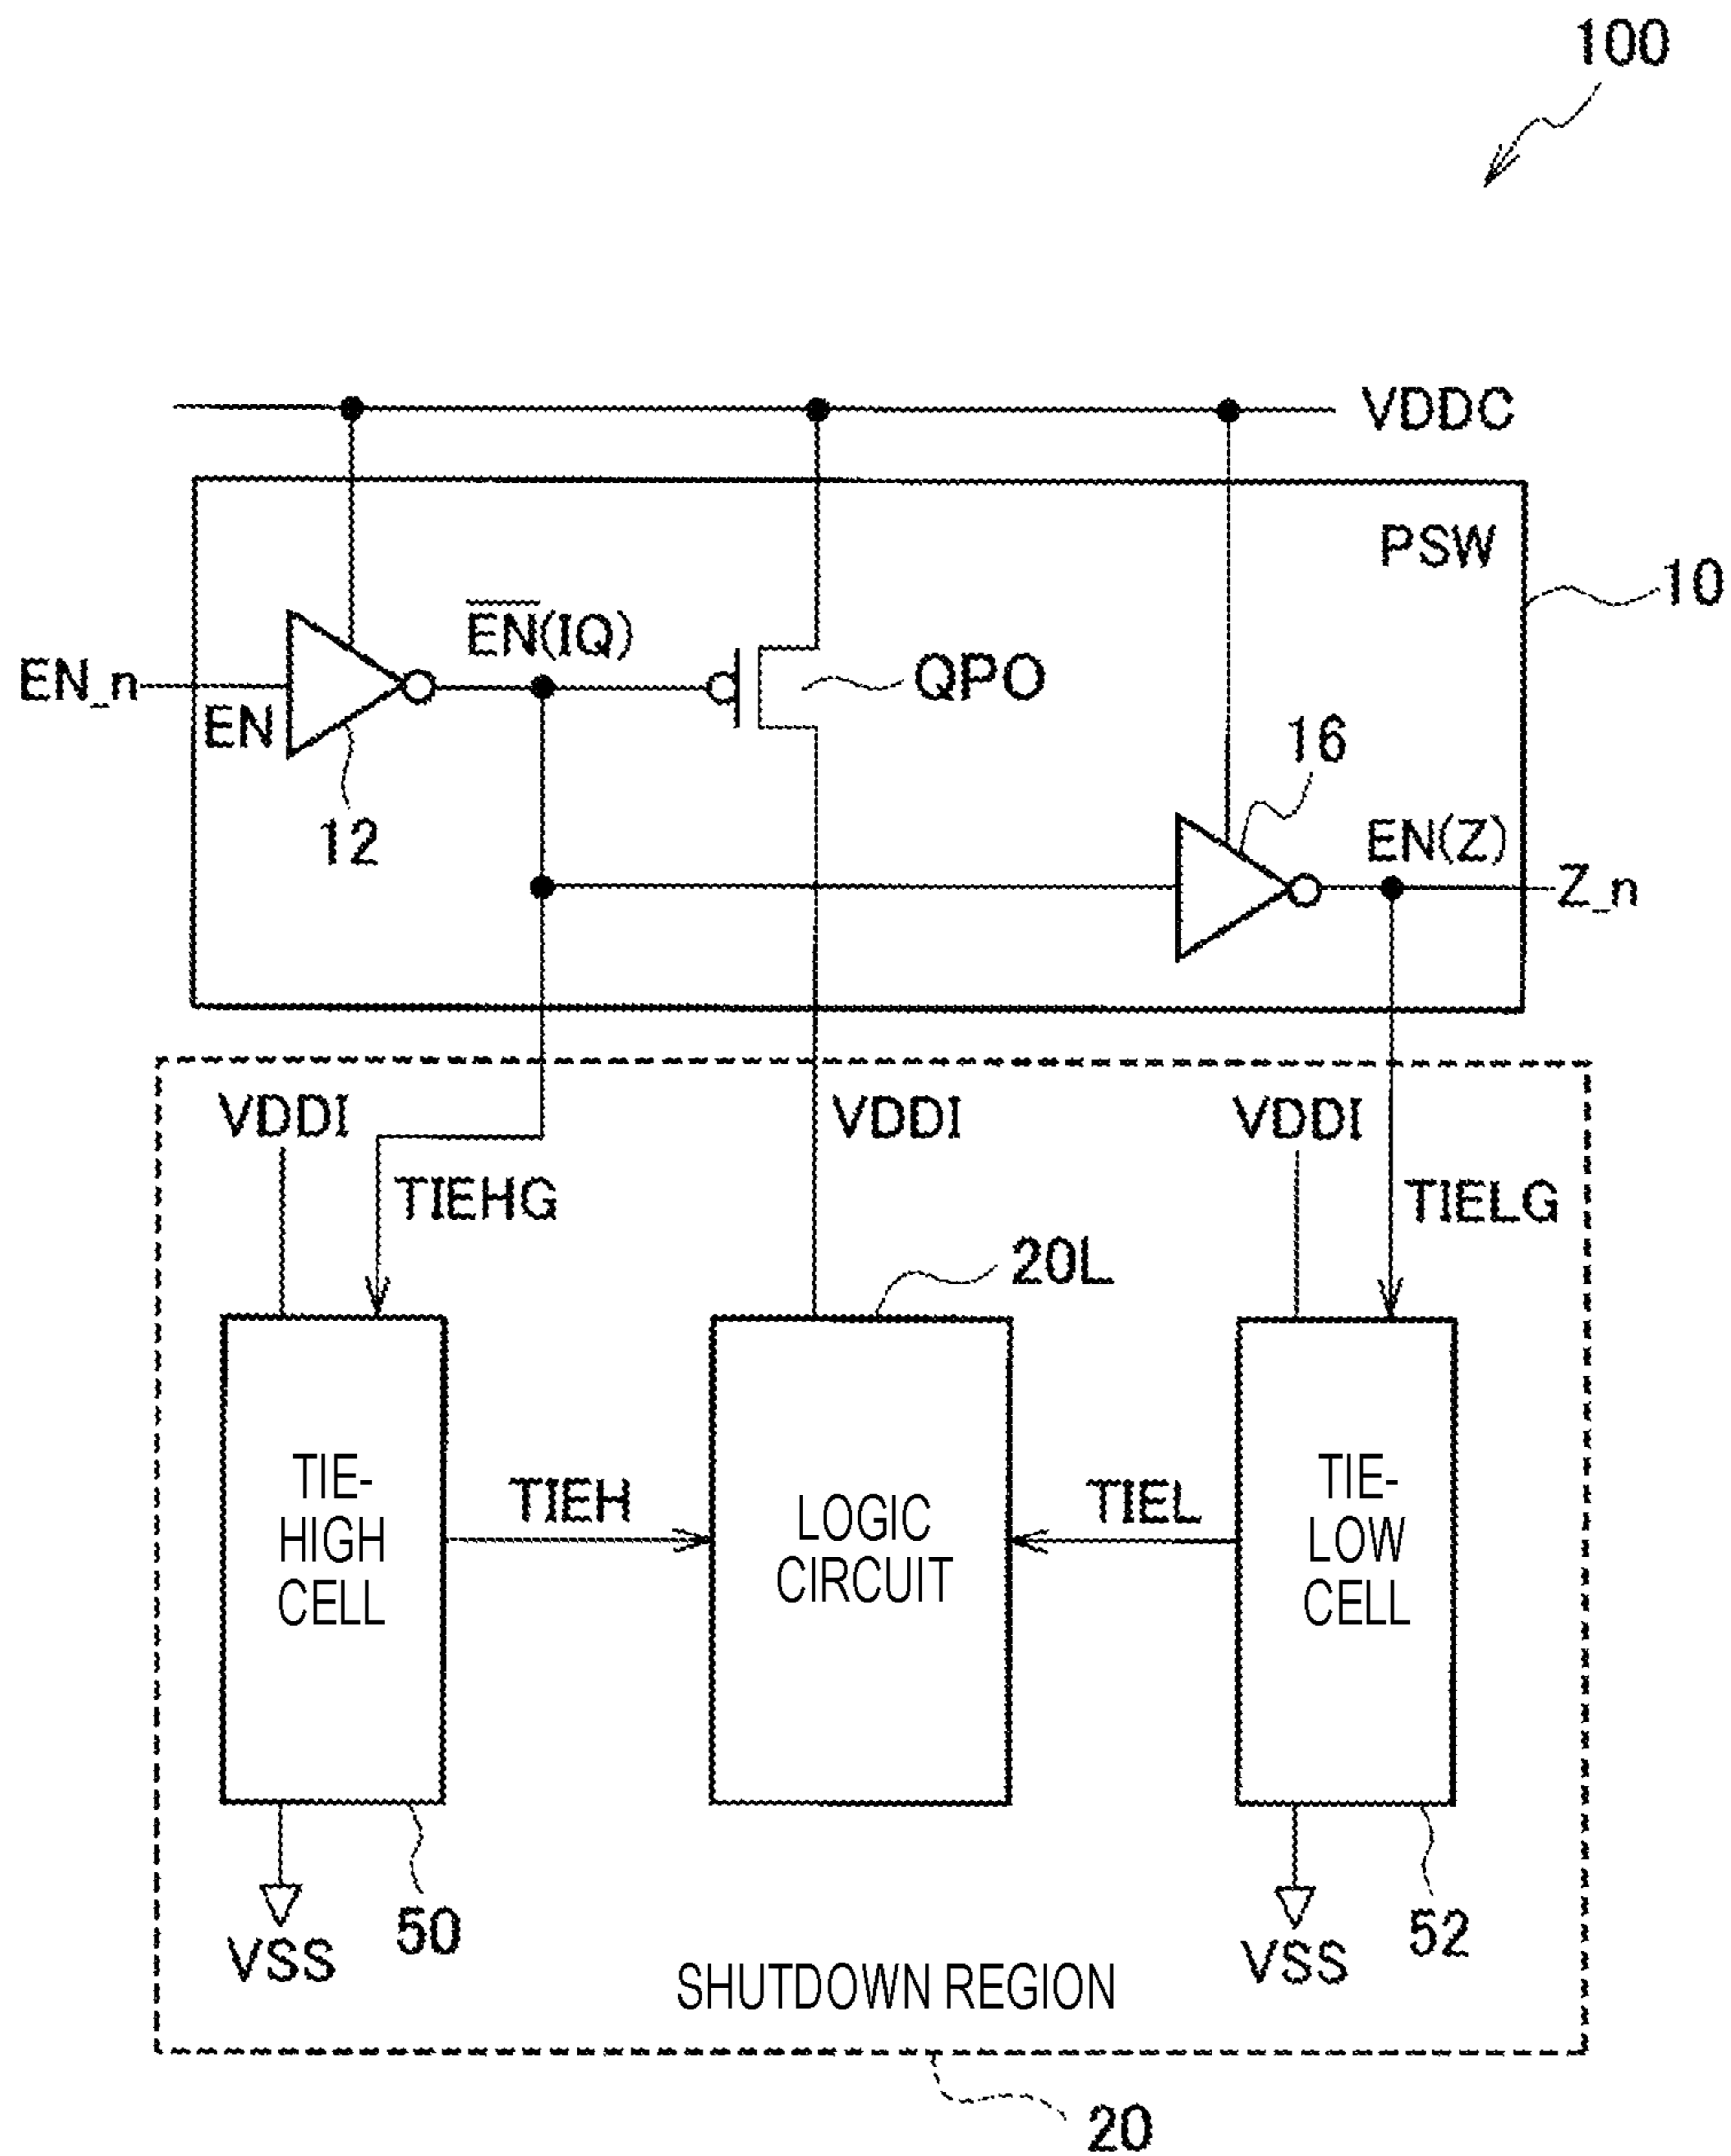 100
VDDC
PSW
10
EN_n
EN
12
E̅N̅(IQ)
QPO
16
EN(Z)
Z_n
VDDI
VDDI
VDDI
TIEHG
TIELG
20L
TIE-
HIGH
CELL
TIEH
LOGIC
CIRCUIT
TIEL
TIE-
LOW
CELL
VSS
50
VSS
52
SHUTDOWN REGION
20